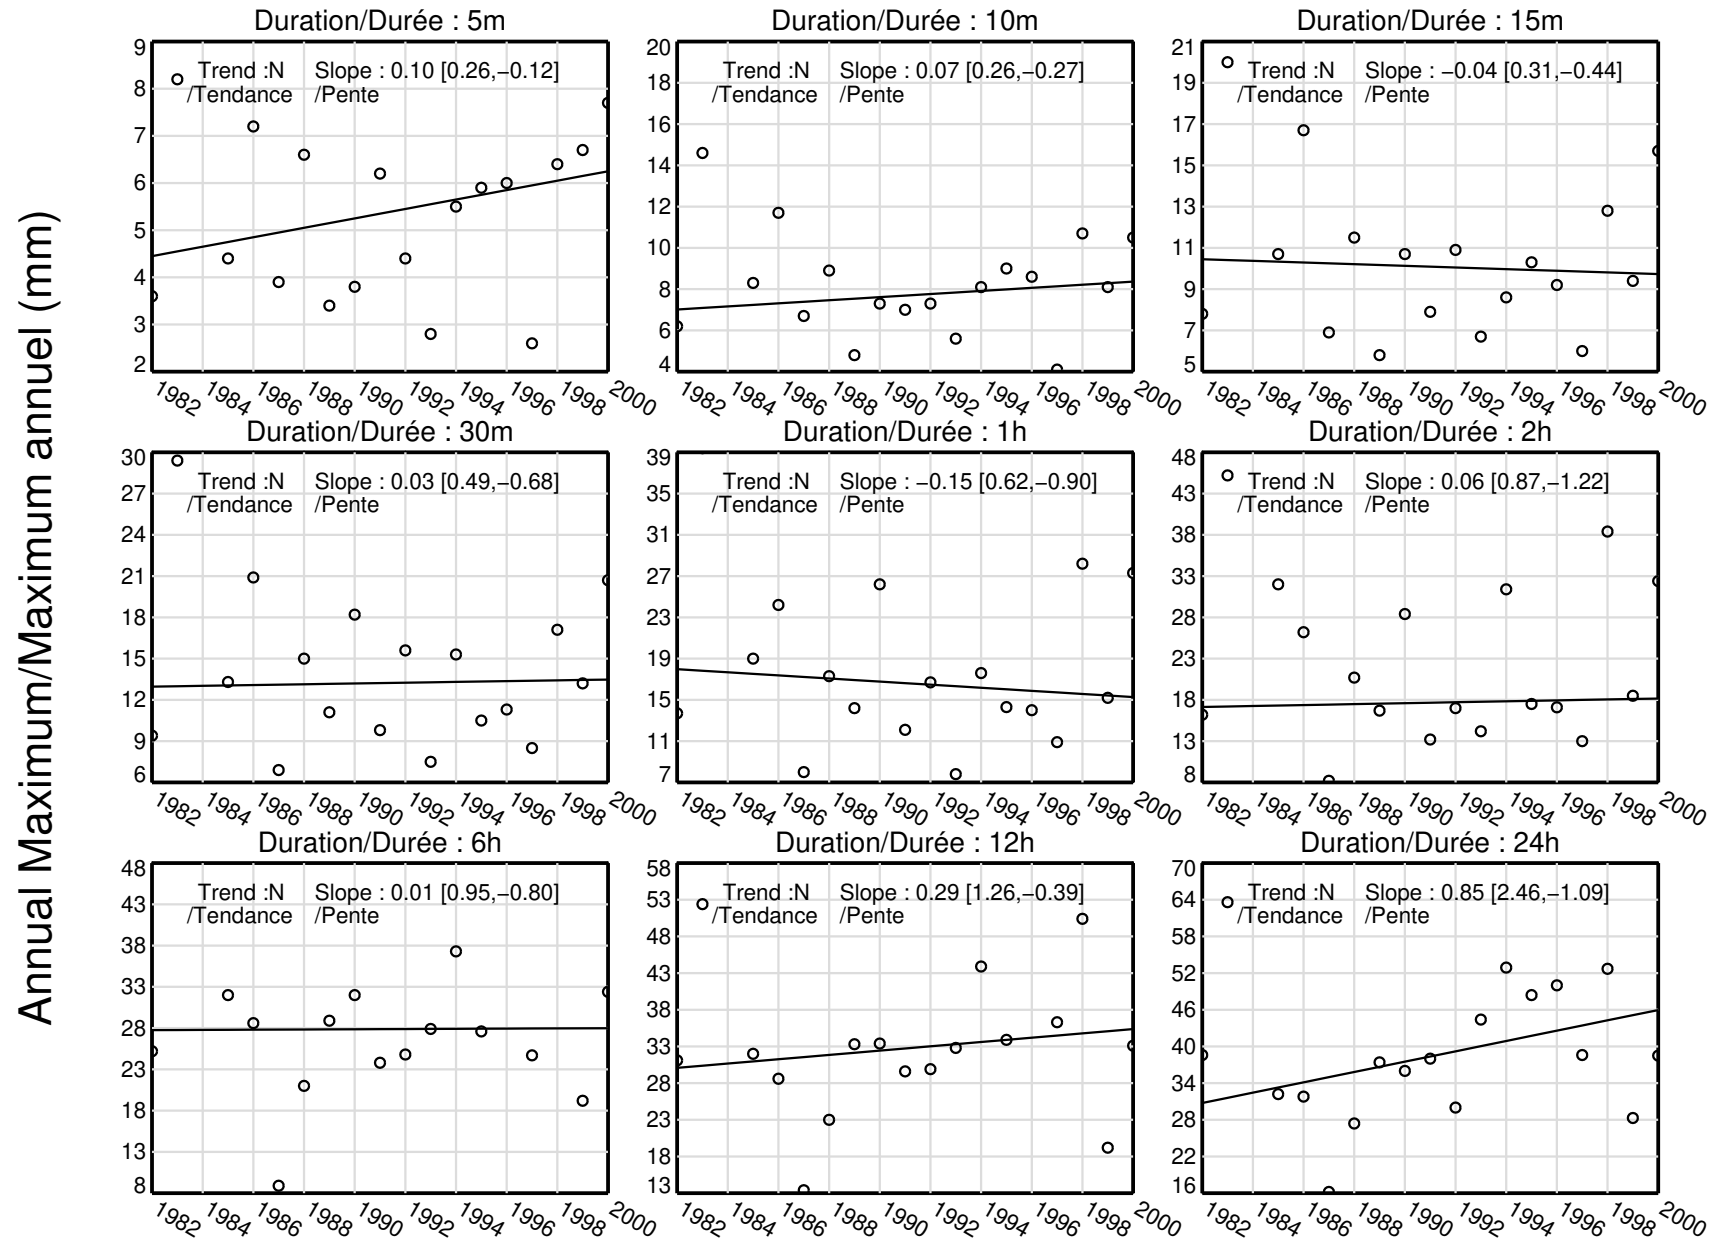 Annual Maximum/Maximum annuel (mm)
Duration/Durée : 5m
Trend :N Slope : 0.10 [0.26,−0.12]
/Tendance /Pente
9
8
7
6
5
4
3
2
1982 1984 1986 1988 1990 1992 1994 1996 1998 2000
Duration/Durée : 10m
Trend :N Slope : 0.07 [0.26,−0.27]
/Tendance /Pente
20
18
16
14
12
10
8
6
4
1982 1984 1986 1988 1990 1992 1994 1996 1998 2000
Duration/Durée : 15m
Trend :N Slope : −0.04 [0.31,−0.44]
/Tendance /Pente
21
19
17
15
13
11
9
7
5
1982 1984 1986 1988 1990 1992 1994 1996 1998 2000
Duration/Durée : 30m
Trend :N Slope : 0.03 [0.49,−0.68]
/Tendance /Pente
30
27
24
21
18
15
12
9
6
1982 1984 1986 1988 1990 1992 1994 1996 1998 2000
Duration/Durée : 1h
Trend :N Slope : −0.15 [0.62,−0.90]
/Tendance /Pente
39
35
31
27
23
19
15
11
7
1982 1984 1986 1988 1990 1992 1994 1996 1998 2000
Duration/Durée : 2h
Trend :N Slope : 0.06 [0.87,−1.22]
/Tendance /Pente
48
43
38
33
28
23
18
13
8
1982 1984 1986 1988 1990 1992 1994 1996 1998 2000
Duration/Durée : 6h
Trend :N Slope : 0.01 [0.95,−0.80]
/Tendance /Pente
48
43
38
33
28
23
18
13
8
1982 1984 1986 1988 1990 1992 1994 1996 1998 2000
Duration/Durée : 12h
Trend :N Slope : 0.29 [1.26,−0.39]
/Tendance /Pente
58
53
48
43
38
33
28
23
18
13
1982 1984 1986 1988 1990 1992 1994 1996 1998 2000
Duration/Durée : 24h
Trend :N Slope : 0.85 [2.46,−1.09]
/Tendance /Pente
70
64
58
52
46
40
34
28
22
16
1982 1984 1986 1988 1990 1992 1994 1996 1998 2000